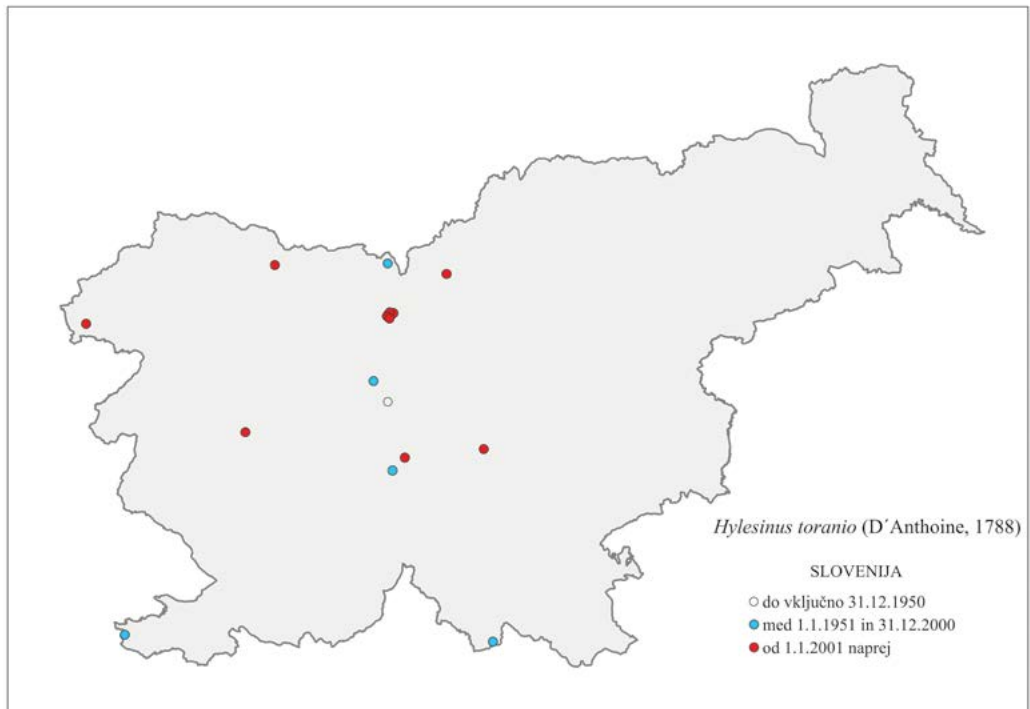 Hylesinus toranio (D´Anthoine, 1788)
SLOVENIJA
do vključno 31.12.1950
med 1.1.1951 in 31.12.2000
od 1.1.2001 naprej